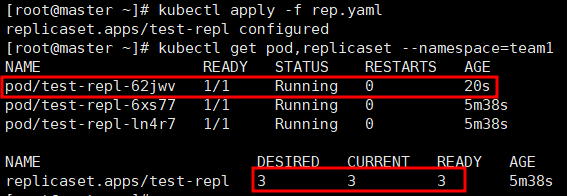 [root@master ~]# kubectl apply -f rep.yaml
replicaset.apps/test-repl configured
[root@master ~]# kubectl get pod,replicaset --namespace=team1
NAME READY STATUS RESTARTS AGE
pod/test-repl-62jwv 1/1 Running 0 20s
pod/test-repl-6xs77 1/1 Running 0 5m38s
pod/test-repl-ln4r7 1/1 Running 0 5m38s
NAME DESIRED CURRENT READY AGE
replicaset.apps/test-repl 3 3 3 5m38s